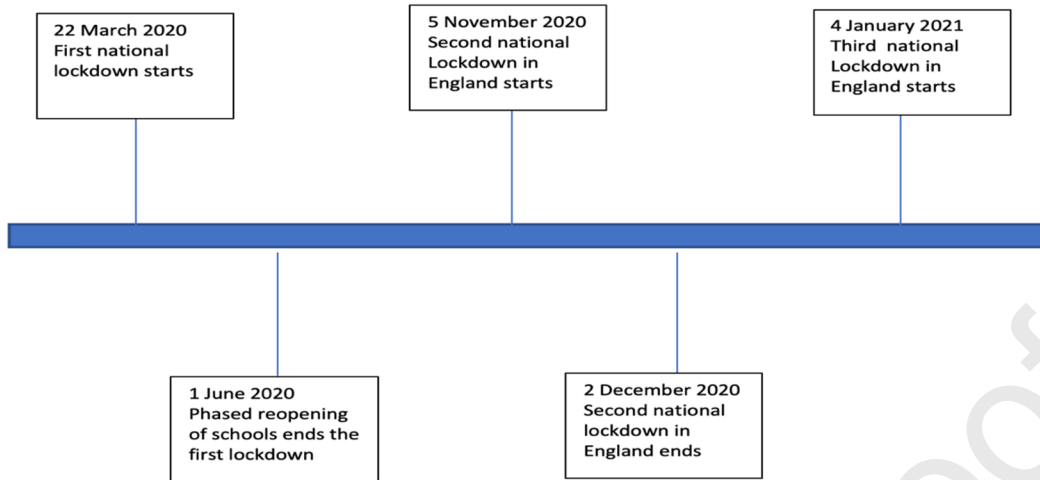 22 March 2020
First national
lockdown starts
5 November 2020
Second national
Lockdown in
England starts
4 January 2021
Third national
Lockdown in
England starts
1 June 2020
Phased reopening
of schools ends the
first lockdown
2 December 2020
Second national
lockdown in
England ends